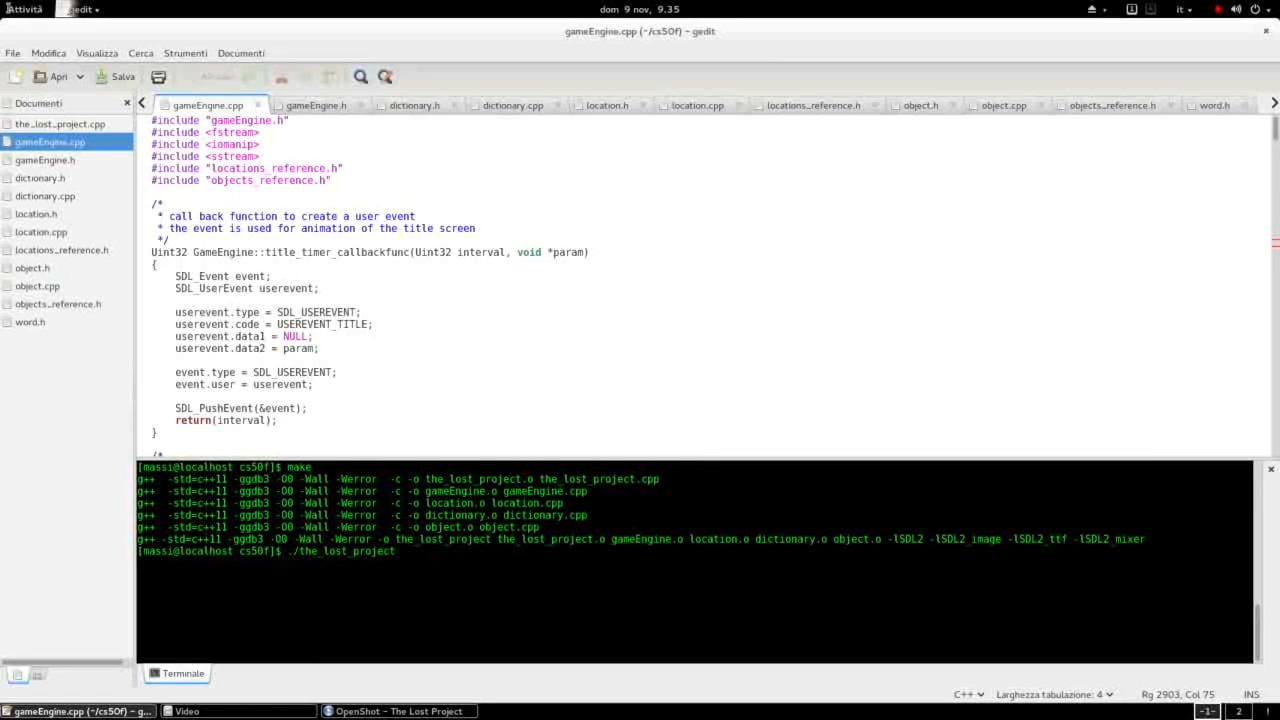 Attività
gedit
dom 9 nov, 9.35
1
it
gameEngine.cpp (~/cs50f) – gedit
File Modifica Visualizza Cerca Strumenti Documenti
Apri Salva
Documenti
gameEngine.cpp gameEngine.h dictionary.h dictionary.cpp location.h location.cpp locations_reference.h object.h object.cpp objects_reference.h word.h
the_lost_project.cpp
gameEngine.cpp
gameEngine.h
dictionary.h
dictionary.cpp
location.h
location.cpp
locations_reference.h
object.h
object.cpp
objects_reference.h
word.h
#include "gameEngine.h"
#include <fstream>
#include <iomanip>
#include <sstream>
#include "locations_reference.h"
#include "objects_reference.h"
/*
* call back function to create a user event
* the event is used for animation of the title screen
*/
Uint32 GameEngine::title_timer_callbackfunc(Uint32 interval, void *param)
{
SDL_Event event;
SDL_UserEvent userevent;
userevent.type = SDL_USEREVENT;
userevent.code = USEREVENT_TITLE;
userevent.data1 = NULL;
userevent.data2 = param;
event.type = SDL_USEREVENT;
event.user = userevent;
SDL_PushEvent(&event);
return(interval);
}
/*
[massi@localhost cs50f]$ make
g++ -std=c++11 -ggdb3 -O0 -Wall -Werror -c -o the_lost_project.o the_lost_project.cpp
g++ -std=c++11 -ggdb3 -O0 -Wall -Werror -c -o gameEngine.o gameEngine.cpp
g++ -std=c++11 -ggdb3 -O0 -Wall -Werror -c -o location.o location.cpp
g++ -std=c++11 -ggdb3 -O0 -Wall -Werror -c -o dictionary.o dictionary.cpp
g++ -std=c++11 -ggdb3 -O0 -Wall -Werror -c -o object.o object.cpp
g++ -std=c++11 -ggdb3 -O0 -Wall -Werror -o the_lost_project the_lost_project.o gameEngine.o location.o dictionary.o object.o -lSDL2 -lSDL2_image -lSDL2_ttf -lSDL2_mixer
[massi@localhost cs50f]$ ./the_lost_project
Terminale
C++ Larghezza tabulazione: 4 Rg 2903, Col 75 INS
gameEngine.cpp (~/cs50f) – g... Video OpenShot – The Lost Project -1- 2 !